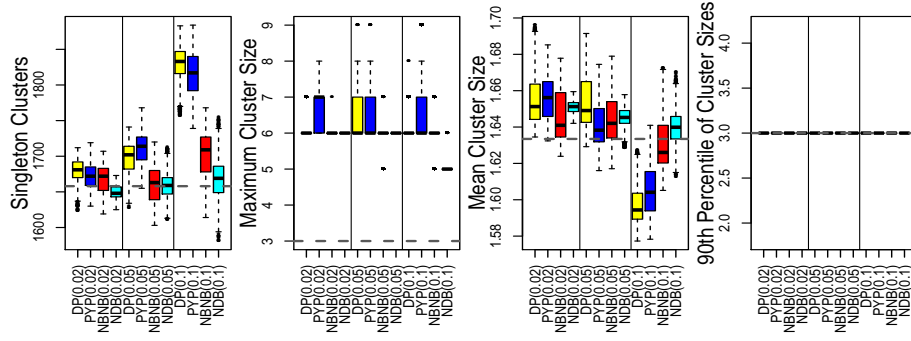 Singleton Clusters
1600
1700
1800
DP(0.02)
PYP(0.02)
NBNB(0.02)
NDB(0.02)
DP(0.05)
PYP(0.05)
NBNB(0.05)
NDB(0.05)
DP(0.1)
PYP(0.1)
NBNB(0.1)
NDB(0.1)
Maximum Cluster Size
3
4
5
6
7
8
9
DP(0.02)
PYP(0.02)
NBNB(0.02)
NDB(0.02)
DP(0.05)
PYP(0.05)
NBNB(0.05)
NDB(0.05)
DP(0.1)
PYP(0.1)
NBNB(0.1)
NDB(0.1)
Mean Cluster Size
1.58
1.60
1.62
1.64
1.66
1.68
1.70
DP(0.02)
PYP(0.02)
NBNB(0.02)
NDB(0.02)
DP(0.05)
PYP(0.05)
NBNB(0.05)
NDB(0.05)
DP(0.1)
PYP(0.1)
NBNB(0.1)
NDB(0.1)
90th Percentile of Cluster Sizes
2.0
2.5
3.0
3.5
4.0
DP(0.02)
PYP(0.02)
NBNB(0.02)
NDB(0.02)
DP(0.05)
PYP(0.05)
NBNB(0.05)
NDB(0.05)
DP(0.1)
PYP(0.1)
NBNB(0.1)
NDB(0.1)